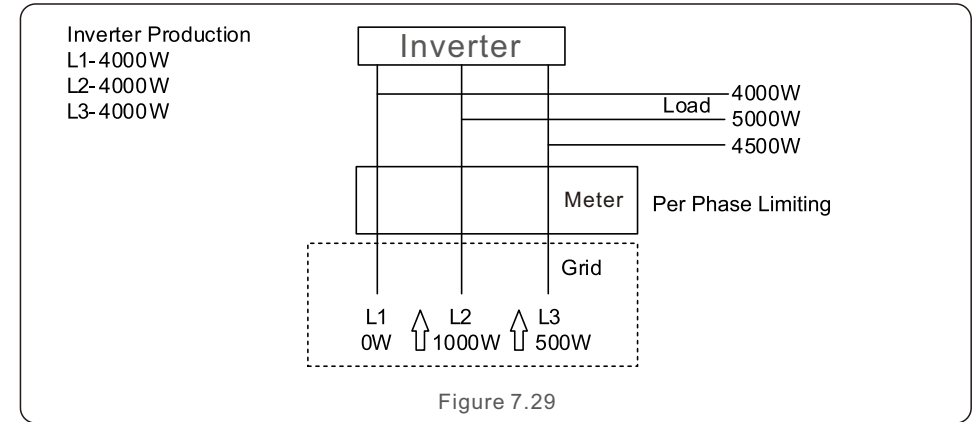 Inverter Production
L1-4000W
L2-4000W
L3-4000W
Inverter
4000W
Load
5000W
4500W
Meter
Per Phase Limiting
Grid
L1 L2 L3
0W 1000W 500W
Figure 7.29